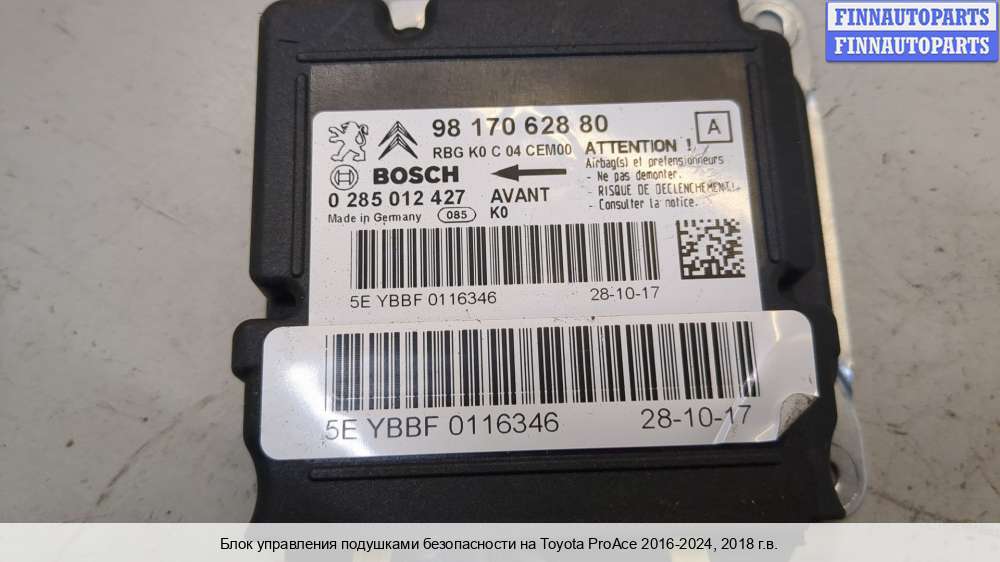 FINNAUTOPARTS
FINNAUTOPARTS
98 170 628 80
A
RBG K0 C 04 CEM00
ATTENTION !
Airbag(s) et pretensionneurs
- Ne pas demonter.
- RISQUE DE DECLENCHEMENT!
- Consulter la notice.
BOSCH
AVANT
0 285 012 427
K0
Made in Germany
085
5E YBBF 0116346
28-10-17
5E YBBF 0116346
28-10-17
Блок управления подушками безопасности на Toyota ProAce 2016-2024, 2018 г.в.